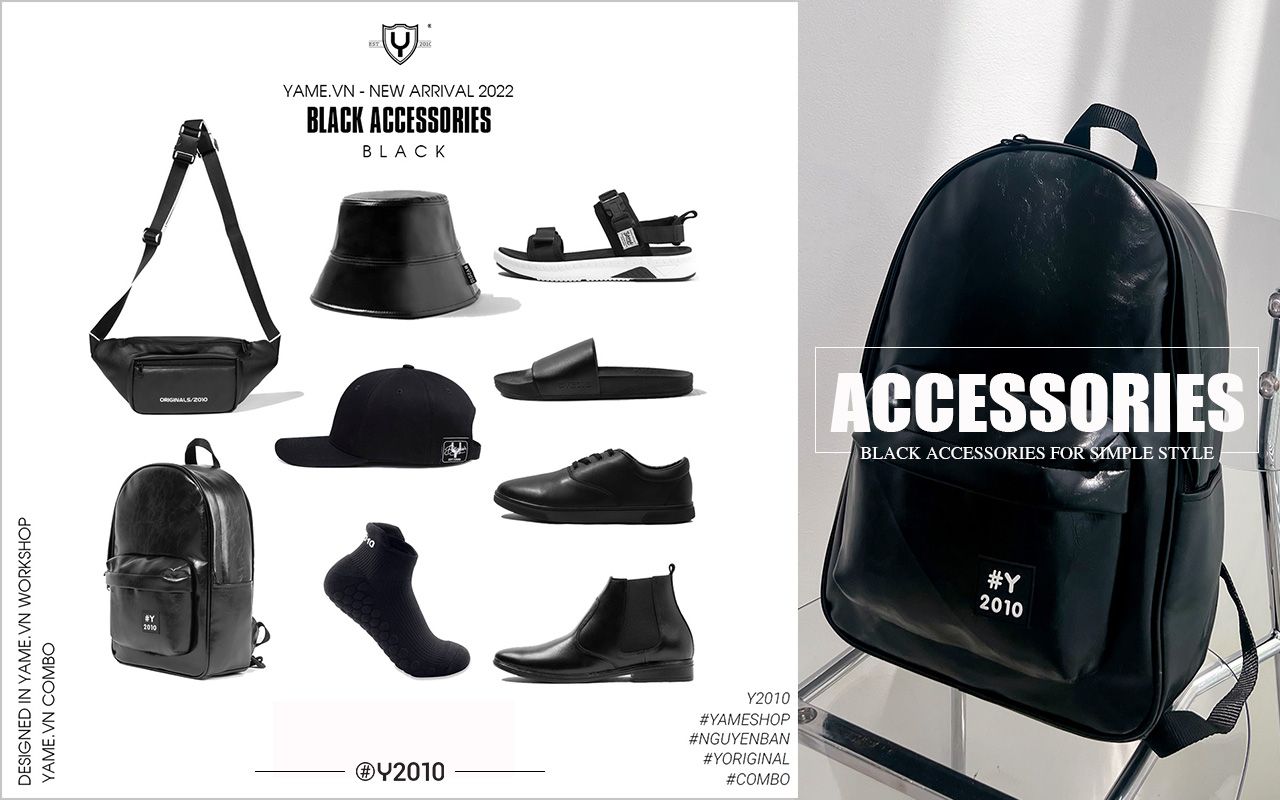 EST Y 2010
YAME.VN - NEW ARRIVAL 2022
BLACK ACCESSORIES
BLACK
ORIGINALS/2010
#Y2010
#Y
2010
DESIGNED IN YAME.VN WORKSHOP
YAME.VN COMBO
#Y2010
Y2010
#YAMESHOP
#NGUYENBAN
#YORIGINAL
#COMBO
ACCESSORIES
BLACK ACCESSORIES FOR SIMPLE STYLE
#Y
2010